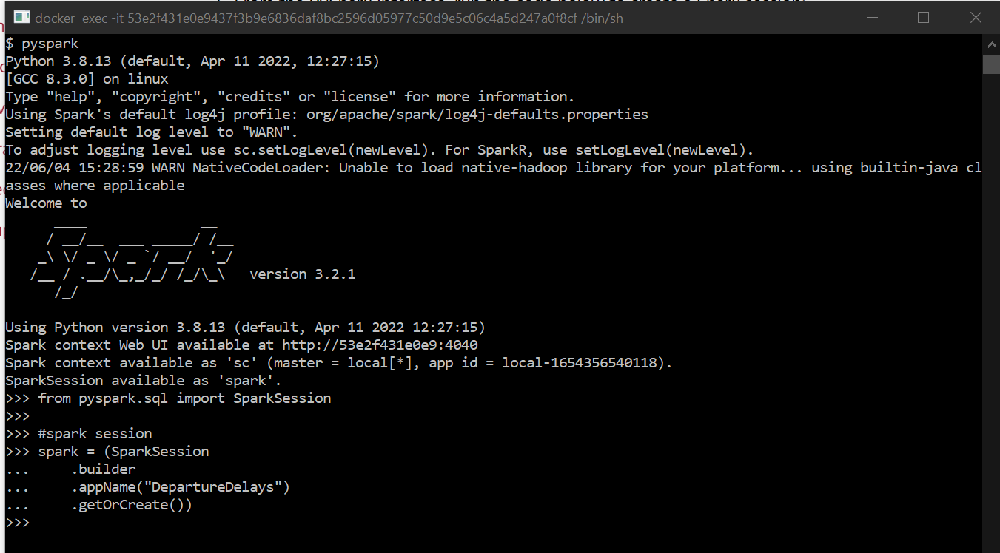 docker exec -it 53e2f431e0e9437f3b9e6836daf8bc2596d05977c50d9e5c06c4a5d247a0f8cf /bin/sh
$ pyspark
Python 3.8.13 (default, Apr 11 2022, 12:27:15)
[GCC 8.3.0] on linux
Type "help", "copyright", "credits" or "license" for more information.
Using Spark's default log4j profile: org/apache/spark/log4j-defaults.properties
Setting default log level to "WARN".
To adjust logging level use sc.setLogLevel(newLevel). For SparkR, use setLogLevel(newLevel).
22/06/04 15:28:59 WARN NativeCodeLoader: Unable to load native-hadoop library for your platform... using builtin-java cl
asses where applicable
Welcome to
      ____              __
     / __/__  ___ _____/ /__
    _\ \/ _ \/ _ `/ __/  '_/
   /__ / .__/\_,_/_/ /_/\_\   version 3.2.1
      /_/
Using Python version 3.8.13 (default, Apr 11 2022 12:27:15)
Spark context Web UI available at http://53e2f431e0e9:4040
Spark context available as 'sc' (master = local[*], app id = local-1654356540118).
SparkSession available as 'spark'.
>>> from pyspark.sql import SparkSession
>>>
>>> #spark session
>>> spark = (SparkSession
...     .builder
...     .appName("DepartureDelays")
...     .getOrCreate())
>>>